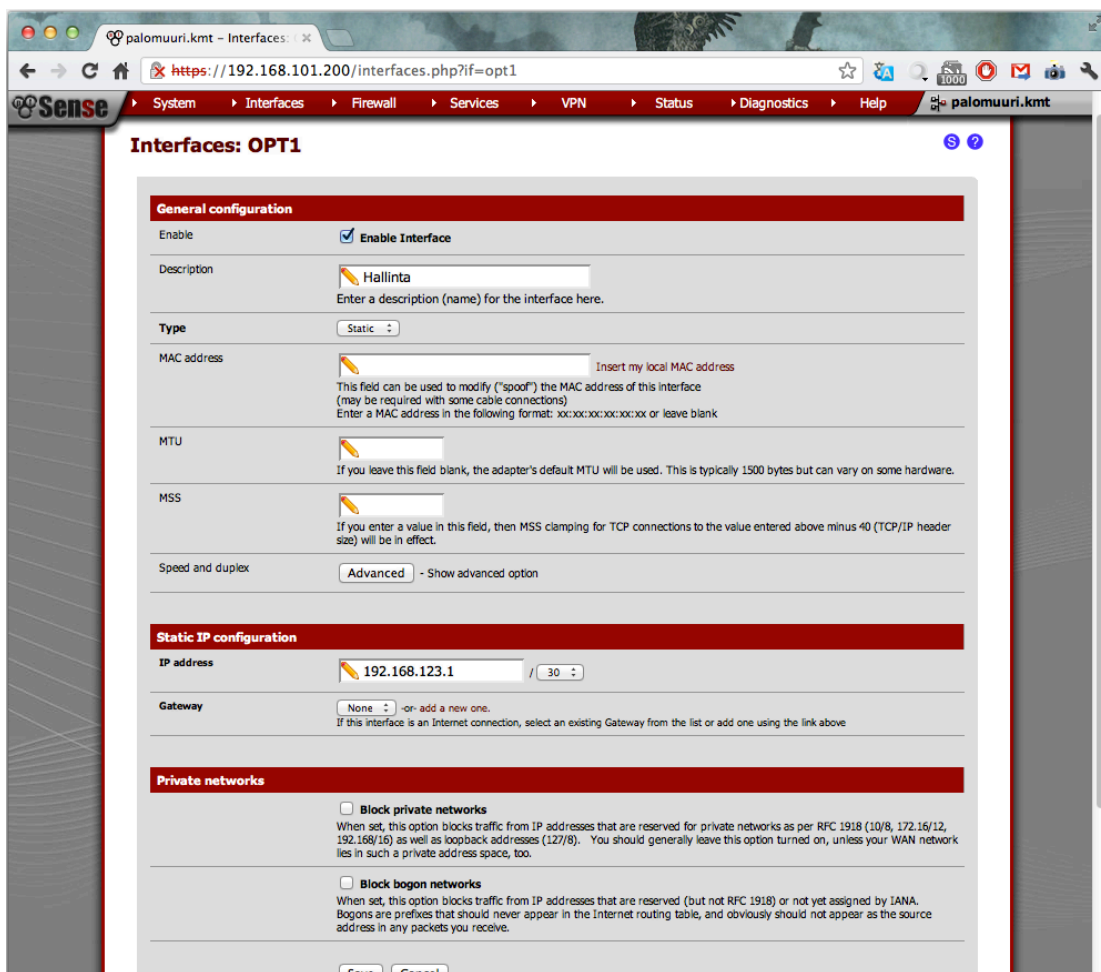 palomuuri.kmt – Interfaces:
https://192.168.101.200/interfaces.php?if=opt1
1000
Sense System Interfaces Firewall Services VPN Status Diagnostics Help palomuuri.kmt
Interfaces: OPT1
S ?
General configuration
Enable Enable Interface
Description Hallinta
Enter a description (name) for the interface here.
Type Static
MAC address Insert my local MAC address
This field can be used to modify ("spoof") the MAC address of this interface
(may be required with some cable connections)
Enter a MAC address in the following format: xx:xx:xx:xx:xx:xx or leave blank
MTU
If you leave this field blank, the adapter's default MTU will be used. This is typically 1500 bytes but can vary on some hardware.
MSS
If you enter a value in this field, then MSS clamping for TCP connections to the value entered above minus 40 (TCP/IP header
size) will be in effect.
Speed and duplex Advanced - Show advanced option
Static IP configuration
IP address 192.168.123.1 / 30
Gateway None -or- add a new one.
If this interface is an Internet connection, select an existing Gateway from the list or add one using the link above
Private networks
Block private networks
When set, this option blocks traffic from IP addresses that are reserved for private networks as per RFC 1918 (10/8, 172.16/12,
192.168/16) as well as loopback addresses (127/8). You should generally leave this option turned on, unless your WAN network
lies in such a private address space, too.
Block bogon networks
When set, this option blocks traffic from IP addresses that are reserved (but not RFC 1918) or not yet assigned by IANA.
Bogons are prefixes that should never appear in the Internet routing table, and obviously should not appear as the source
address in any packets you receive.
Save Cancel